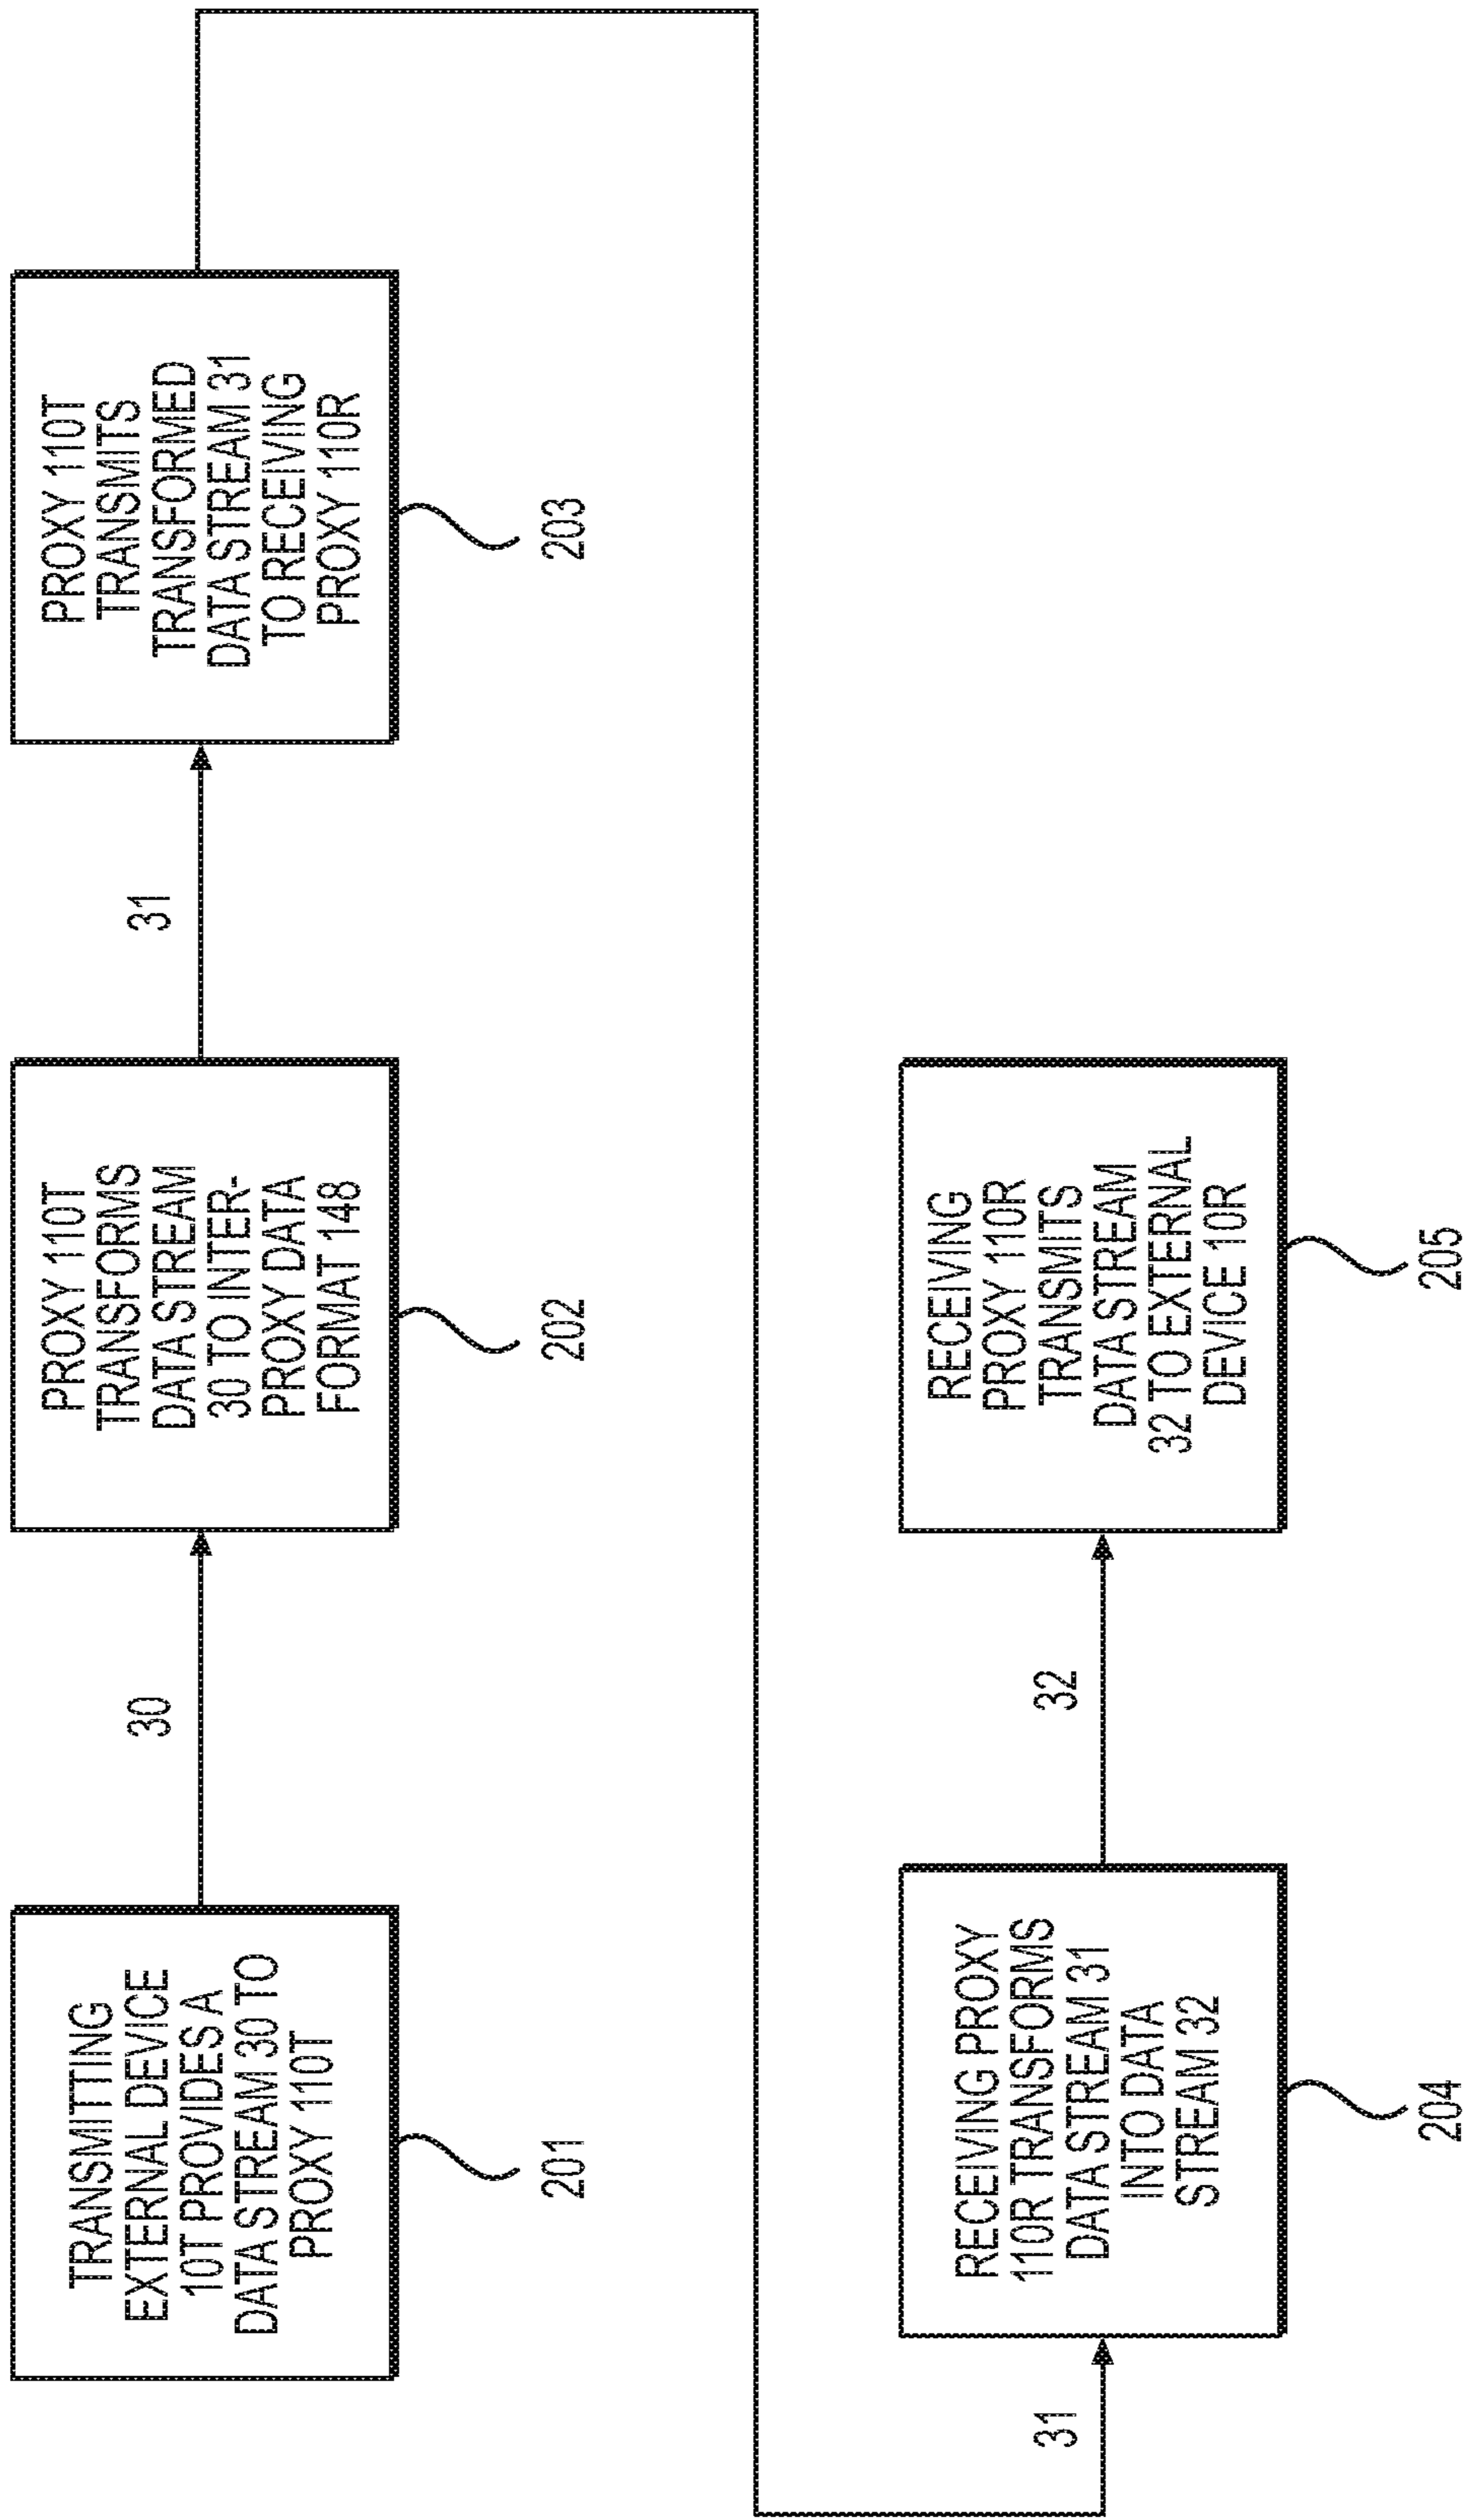 TRANSMITTING
EXTERNAL DEVICE
10T PROVIDES A
DATA STREAM 30 TO
PROXY 110T
201
30
PROXY 110T
TRANSFORMS
DATA STREAM
30 TO INTER-
PROXY DATA
FORMAT 148
202
31
PROXY 110T
TRANSMITS
TRANSFORMED
DATA STREAM 31
TO RECEIVING
PROXY 110R
203
31
RECEIVING PROXY
110R TRANSFORMS
DATA STREAM 31
INTO DATA
STREAM 32
204
32
RECEIVING
PROXY 110R
TRANSMITS
DATA STREAM
32 TO EXTERNAL
DEVICE 10R
205